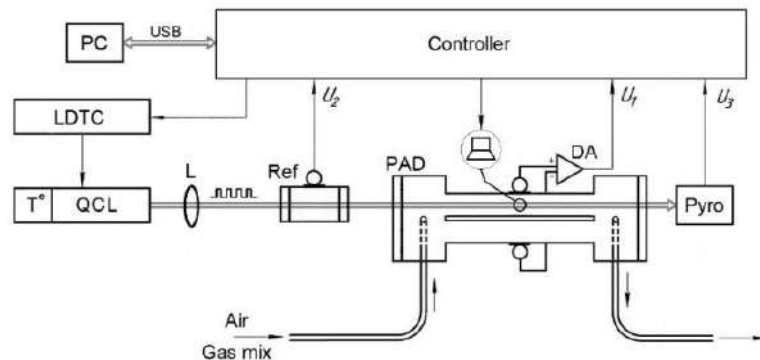 PC
USB
Controller
U₂
U₁
U₃
LDTC
L
Ref
PAD
DA
+
-
T° QCL
Pyro
Air
Gas mix